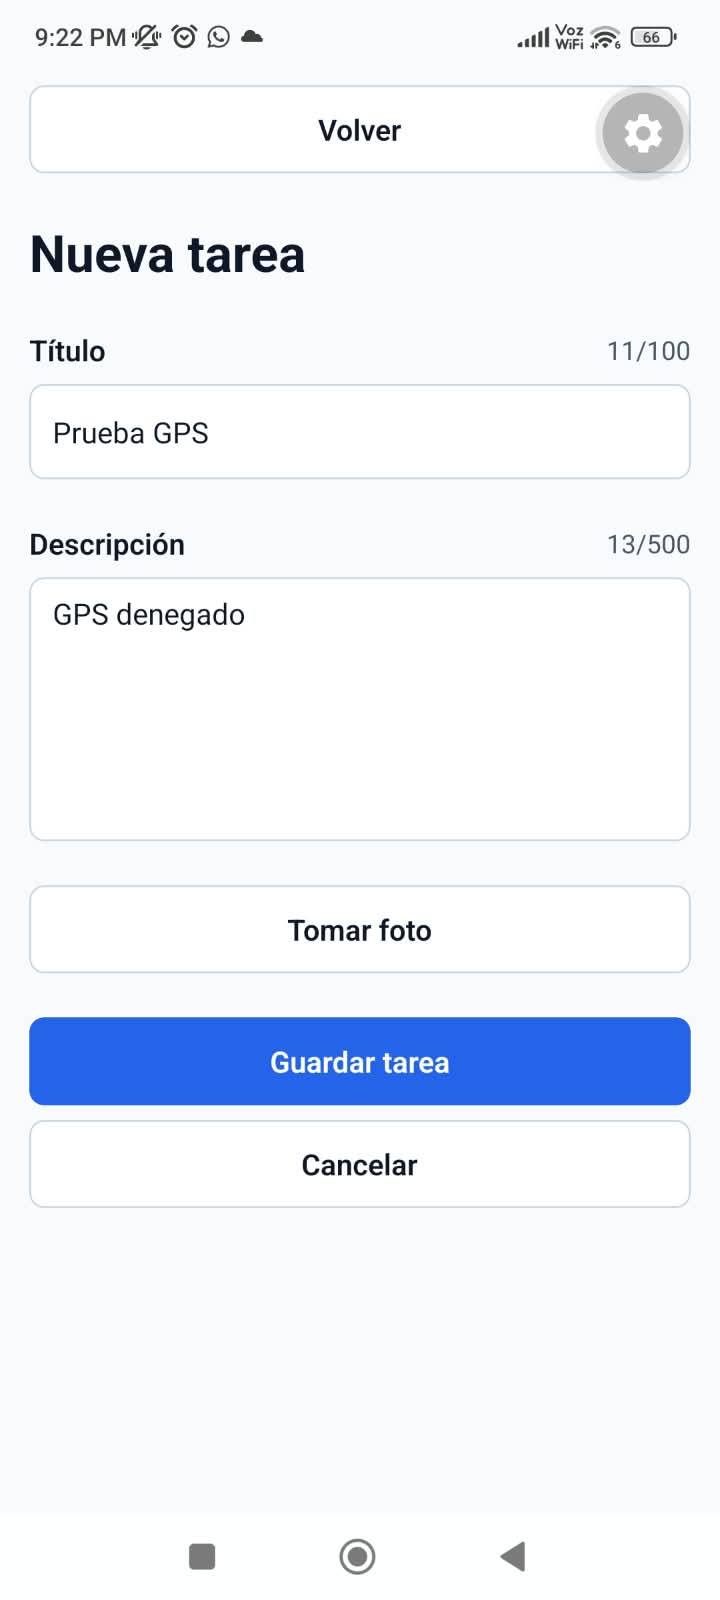 9:22 PM
Voz
WiFi
6
66
Volver
Nueva tarea
Título
11/100
Prueba GPS
Descripción
13/500
GPS denegado
Tomar foto
Guardar tarea
Cancelar